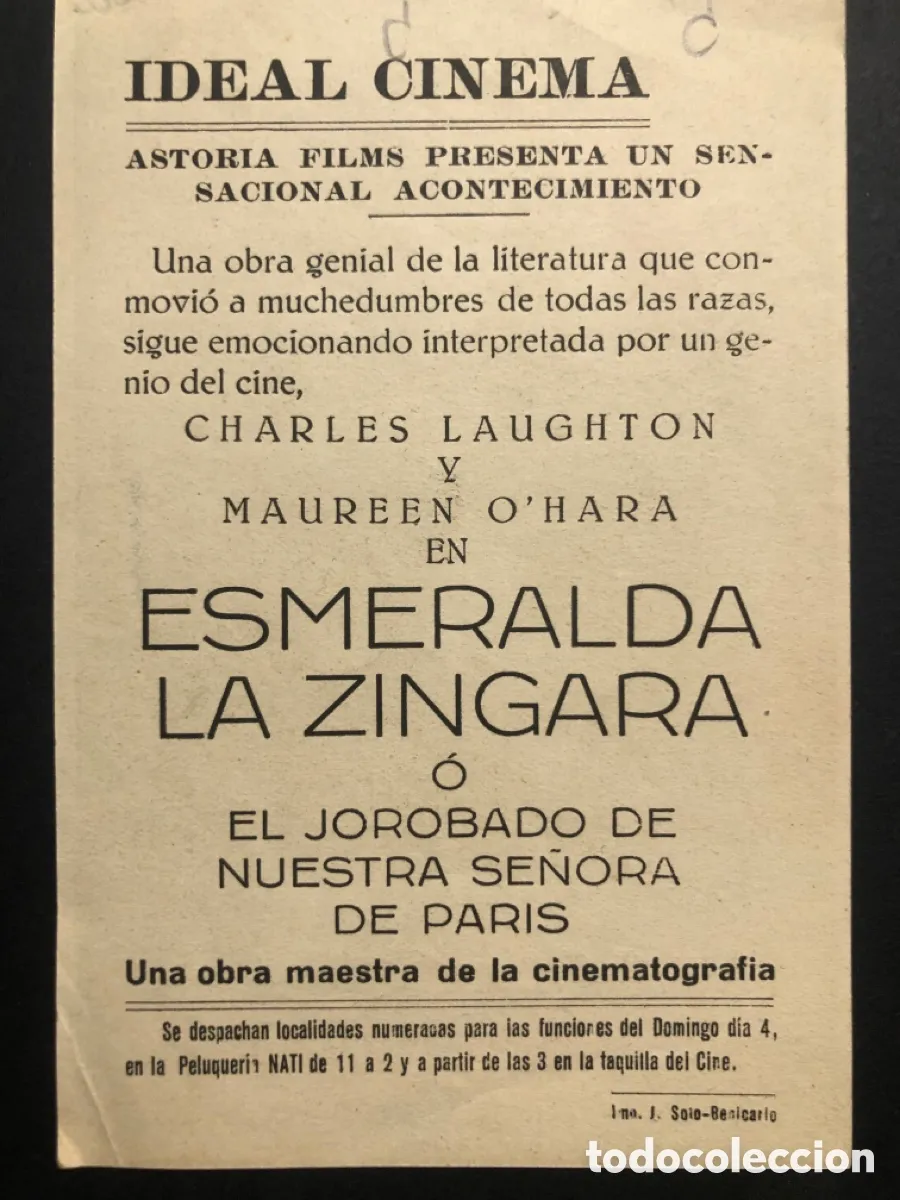 IDEAL CINEMA
ASTORIA FILMS PRESENTA UN SEN-
SACIONAL ACONTECIMIENTO
Una obra genial de la literatura que con-
movió a muchedumbres de todas las razas,
sigue emocionando interpretada por un ge-
nio del cine,
CHARLES LAUGHTON
Y
MAUREEN O'HARA
EN
ESMERALDA
LA ZINGARA
Ó
EL JOROBADO DE
NUESTRA SEÑORA
DE PARIS
Una obra maestra de la cinematografia
Se despachan localidades numeradas para las funciones del Domingo día 4,
en la Peluqueria NATI de 11 a 2 y a partir de las 3 en la taquilla del Cine.
Imp. J. Soto-Benicarlo
todocoleccion